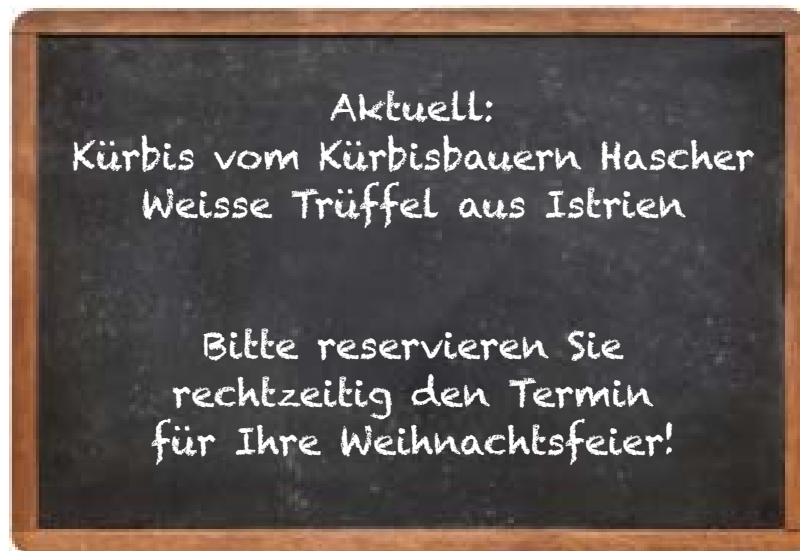 Aktuell:
Kürbis vom Kürbisbauern Hascher
Weisse Trüffel aus Istrien
Bitte reservieren Sie
rechtzeitig den Termin
für Ihre Weihnachtsfeier!